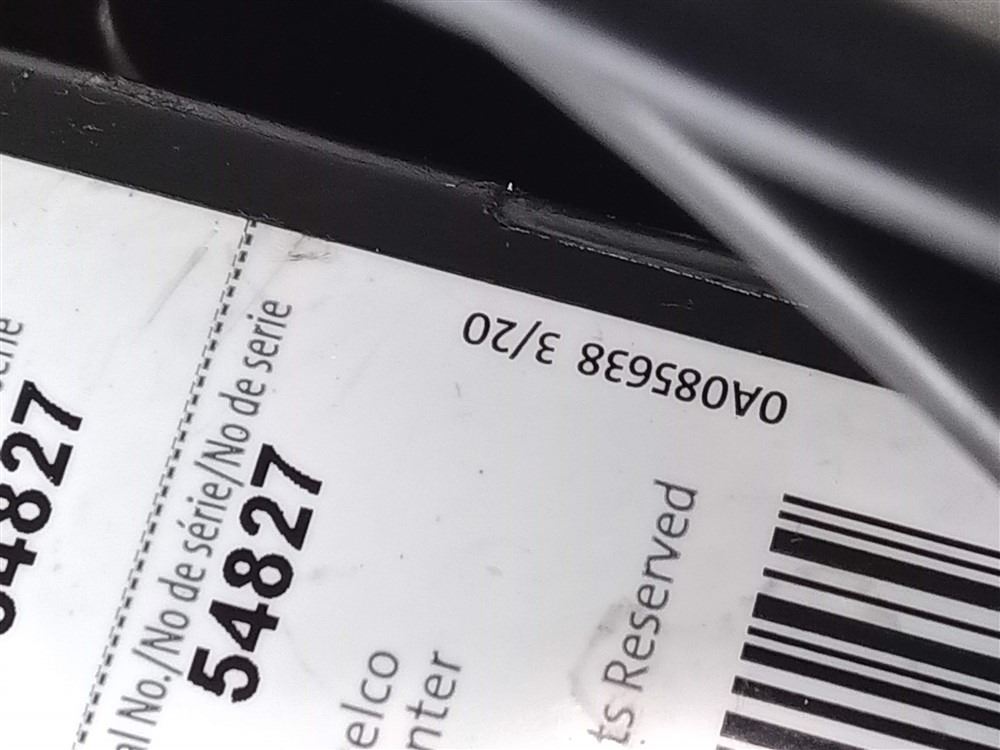 0A085638 3/20
al No./No de série/No de serie
54827
elco
nter
ts Reserved
erie
54827